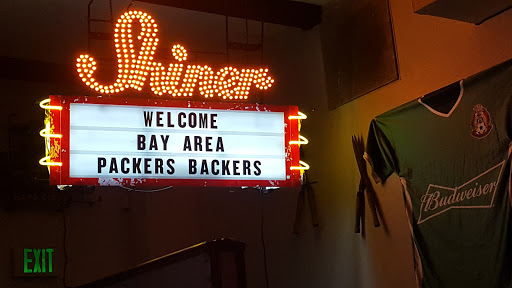 Shiner
WELCOME
BAY AREA
PACKERS BACKERS
Budweiser
EXIT